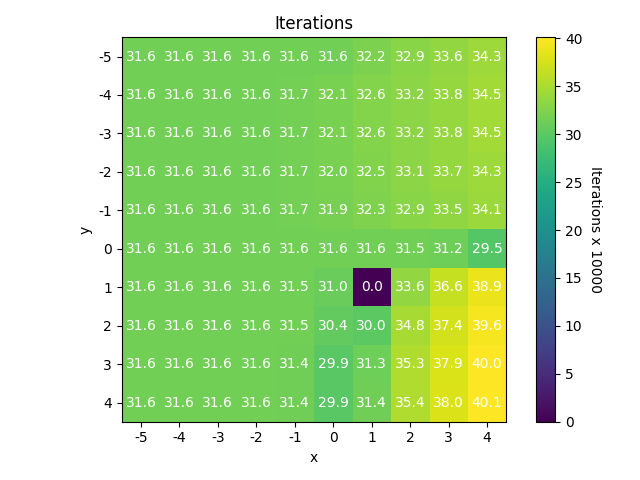 Iterations
-5 31.6 31.6 31.6 31.6 31.6 31.6 32.2 32.9 33.6 34.3
-4 31.6 31.6 31.6 31.6 31.7 32.1 32.6 33.2 33.8 34.5
-3 31.6 31.6 31.6 31.6 31.7 32.1 32.6 33.2 33.8 34.5
-2 31.6 31.6 31.6 31.6 31.7 32.0 32.5 33.1 33.7 34.3
-1 31.6 31.6 31.6 31.6 31.7 31.9 32.3 32.9 33.5 34.1
0 31.6 31.6 31.6 31.6 31.6 31.6 31.6 31.5 31.2 29.5
1 31.6 31.6 31.6 31.6 31.5 31.0 0.0 33.6 36.6 38.9
2 31.6 31.6 31.6 31.6 31.5 30.4 30.0 34.8 37.4 39.6
3 31.6 31.6 31.6 31.6 31.4 29.9 31.3 35.3 37.9 40.0
4 31.6 31.6 31.6 31.6 31.4 29.9 31.4 35.4 38.0 40.1
-5 -4 -3 -2 -1 0 1 2 3 4
x
y
40
35
30
25
20
15
10
5
0
Iterations x 10000